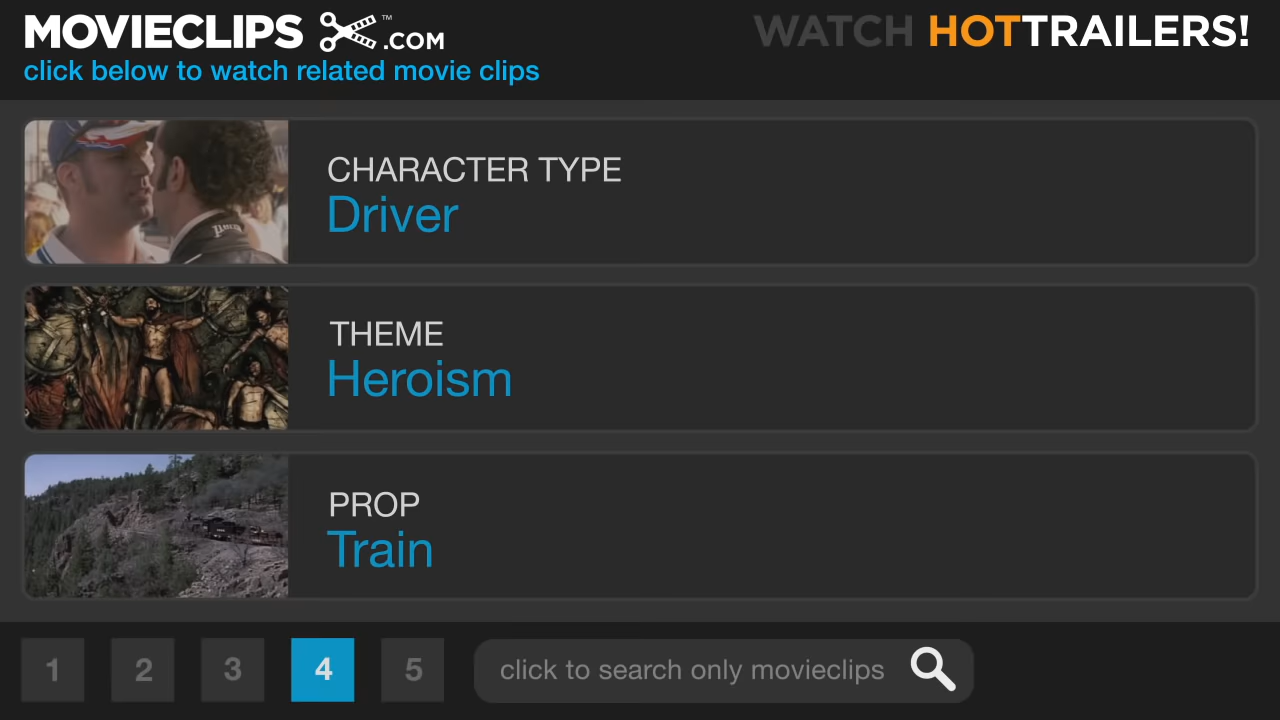 MOVIECLIPS ™ .COM
WATCH HOTTRAILERS!
click below to watch related movie clips
CHARACTER TYPE
Driver
THEME
Heroism
PROP
Train
1 2 3 4 5
click to search only movieclips